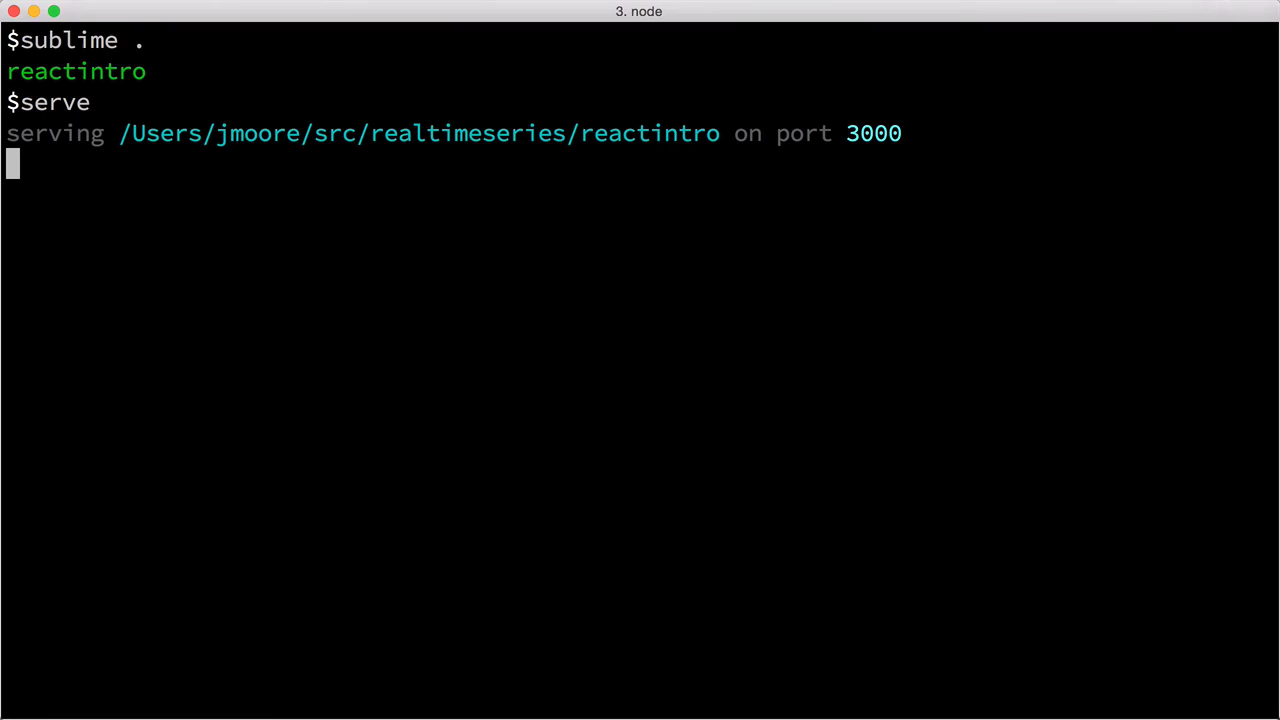 3. node
$sublime .
reactintro
$serve
serving /Users/jmoore/src/realtimeseries/reactintro on port 3000